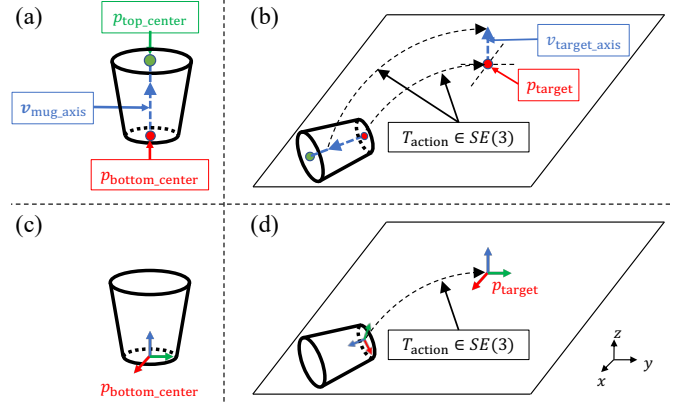 (a)
p_top_center
v_mug_axis
p_bottom_center
(b)
v_target_axis
p_target
T_action ∈ SE(3)
(c)
p_bottom_center
(d)
p_target
T_action ∈ SE(3)
z
y
x